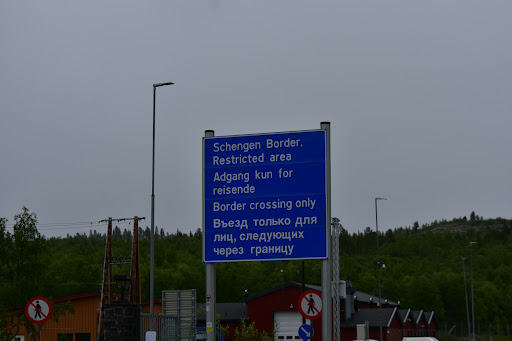 Schengen Border.
Restricted area
Adgang kun for
reisende
Border crossing only
Въезд только для
лиц, следующих
через границу